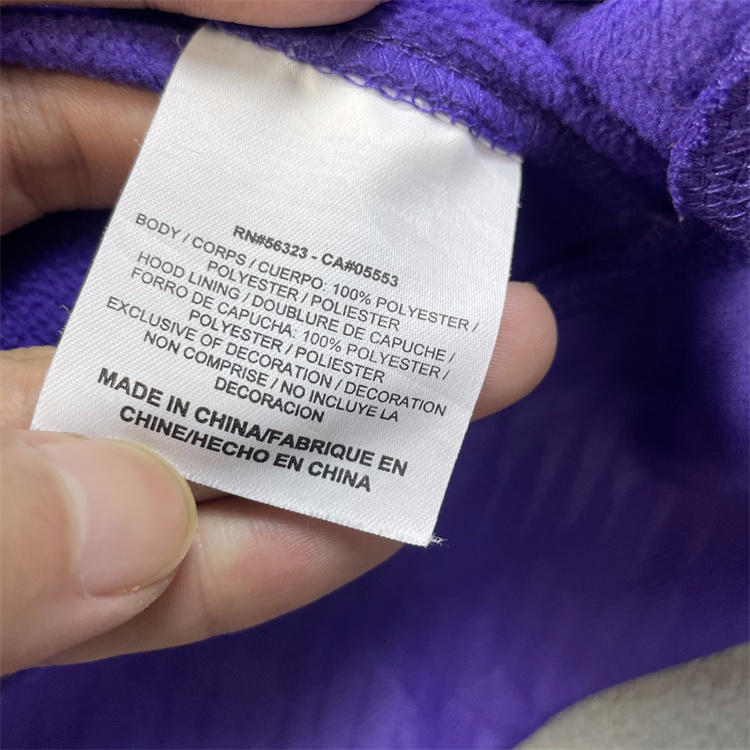 RN#56323 - CA#05553
BODY / CORPS / CUERPO: 100% POLYESTER /
POLYESTER / POLIESTER
HOOD LINING / DOUBLURE DE CAPUCHE /
FORRO DE CAPUCHA: 100% POLYESTER /
POLYESTER / POLIESTER
EXCLUSIVE OF DECORATION / DECORATION
NON COMPRISE / NO INCLUYE LA
DECORACION
MADE IN CHINA/FABRIQUE EN
CHINE/HECHO EN CHINA